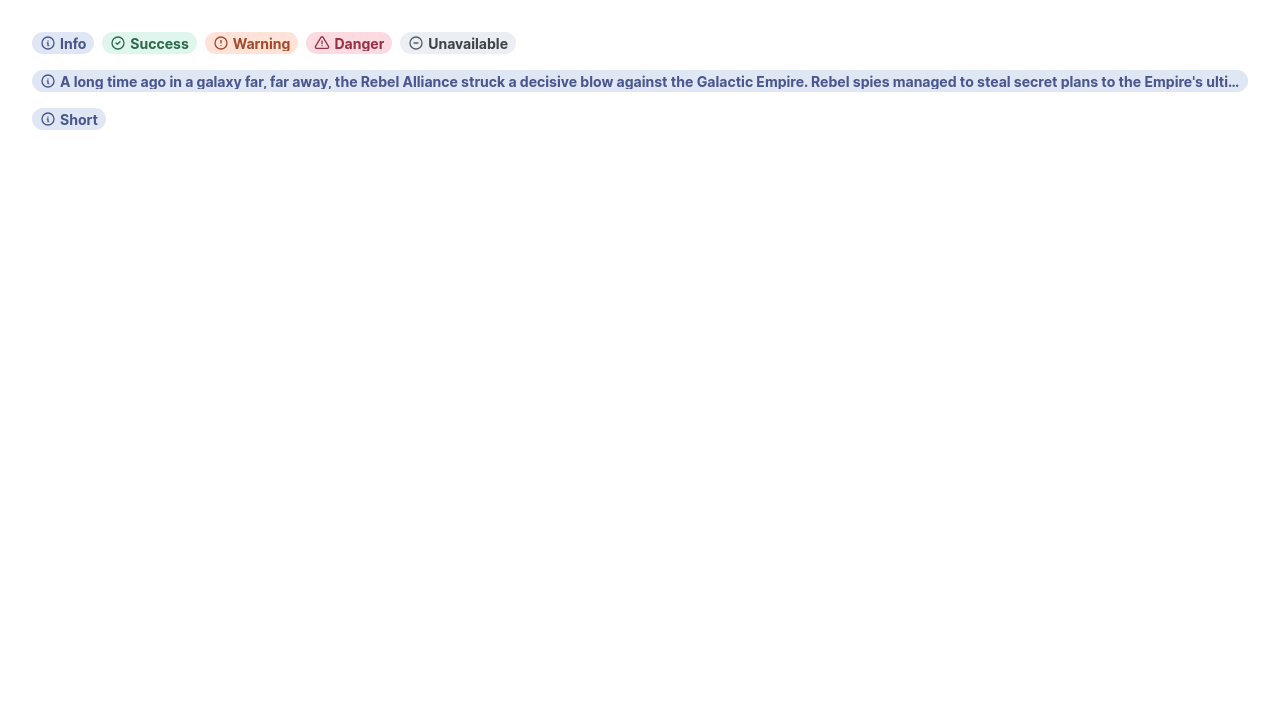 Info Success Warning Danger Unavailable
A long time ago in a galaxy far, far away, the Rebel Alliance struck a decisive blow against the Galactic Empire. Rebel spies managed to steal secret plans to the Empire's ulti...
Short